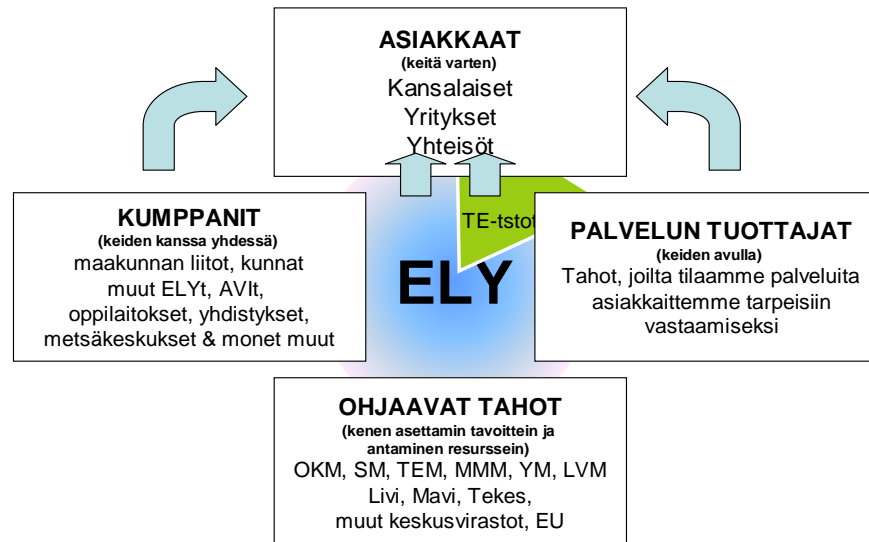 ASIAKKAAT
(keitä varten)
Kansalaiset
Yritykset
Yhteisöt
KUMPPANIT
(keiden kanssa yhdessä)
maakunnan liitot, kunnat
muut ELYt, AVIt,
oppilaitokset, yhdistykset,
metsäkeskukset & monet muut
TE-tstot
ELY
PALVELUN TUOTTAJAT
(keiden avulla)
Tahot, joilta tilaamme palveluita
asiakkaittemme tarpeisiin
vastaamiseksi
OHJAAVAT TAHOT
(kenen asettamin tavoittein ja
antaminen resurssein)
OKM, SM, TEM, MMM, YM, LVM
Livi, Mavi, Tekes,
muut keskusvirastot, EU